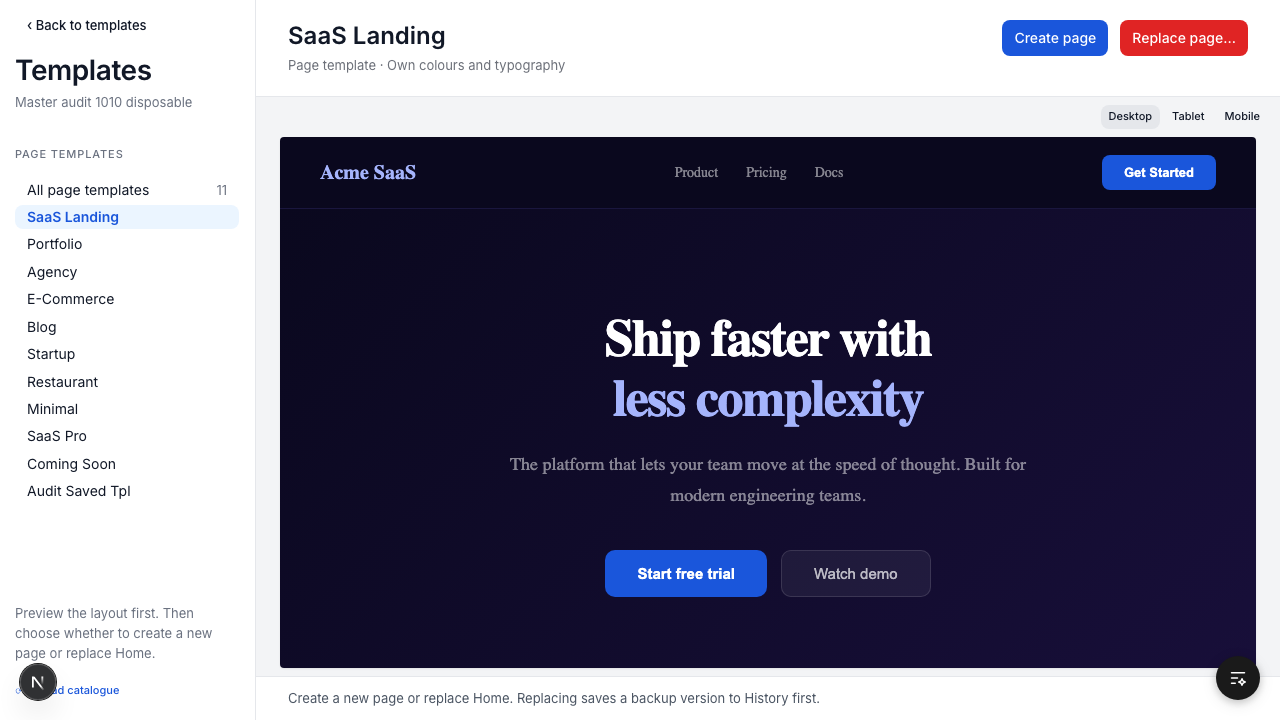 ‹ Back to templates
Templates
Master audit 1010 disposable
PAGE TEMPLATES
All page templates 11
SaaS Landing
Portfolio
Agency
E-Commerce
Blog
Startup
Restaurant
Minimal
SaaS Pro
Coming Soon
Audit Saved Tpl
Preview the layout first. Then
choose whether to create a new
page or replace Home.
catalogue
N
SaaS Landing
Page template · Own colours and typography
Create page
Replace page...
Desktop Tablet Mobile
Acme SaaS
Product Pricing Docs
Get Started
Ship faster with
less complexity
The platform that lets your team move at the speed of thought. Built for
modern engineering teams.
Start free trial
Watch demo
Create a new page or replace Home. Replacing saves a backup version to History first.